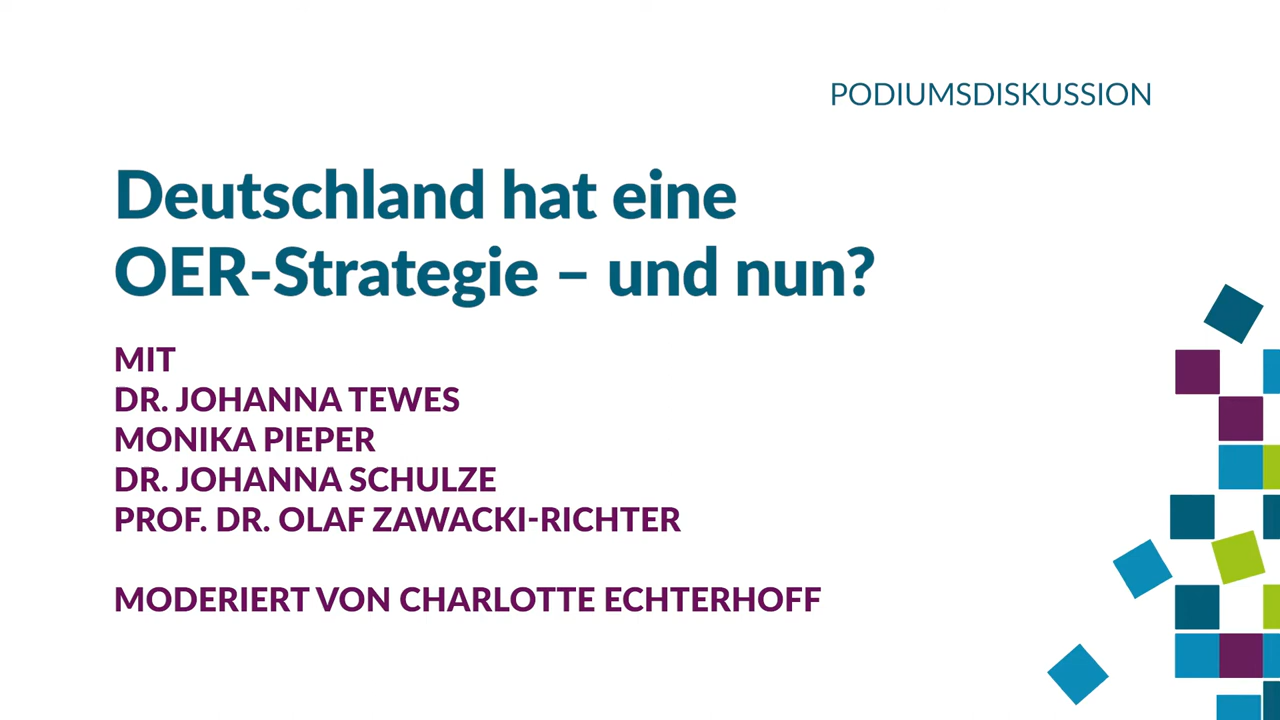 PODIUMSDISKUSSION
Deutschland hat eine
OER-Strategie – und nun?
MIT
DR. JOHANNA TEWES
MONIKA PIEPER
DR. JOHANNA SCHULZE
PROF. DR. OLAF ZAWACKI-RICHTER
MODERIERT VON CHARLOTTE ECHTERHOFF